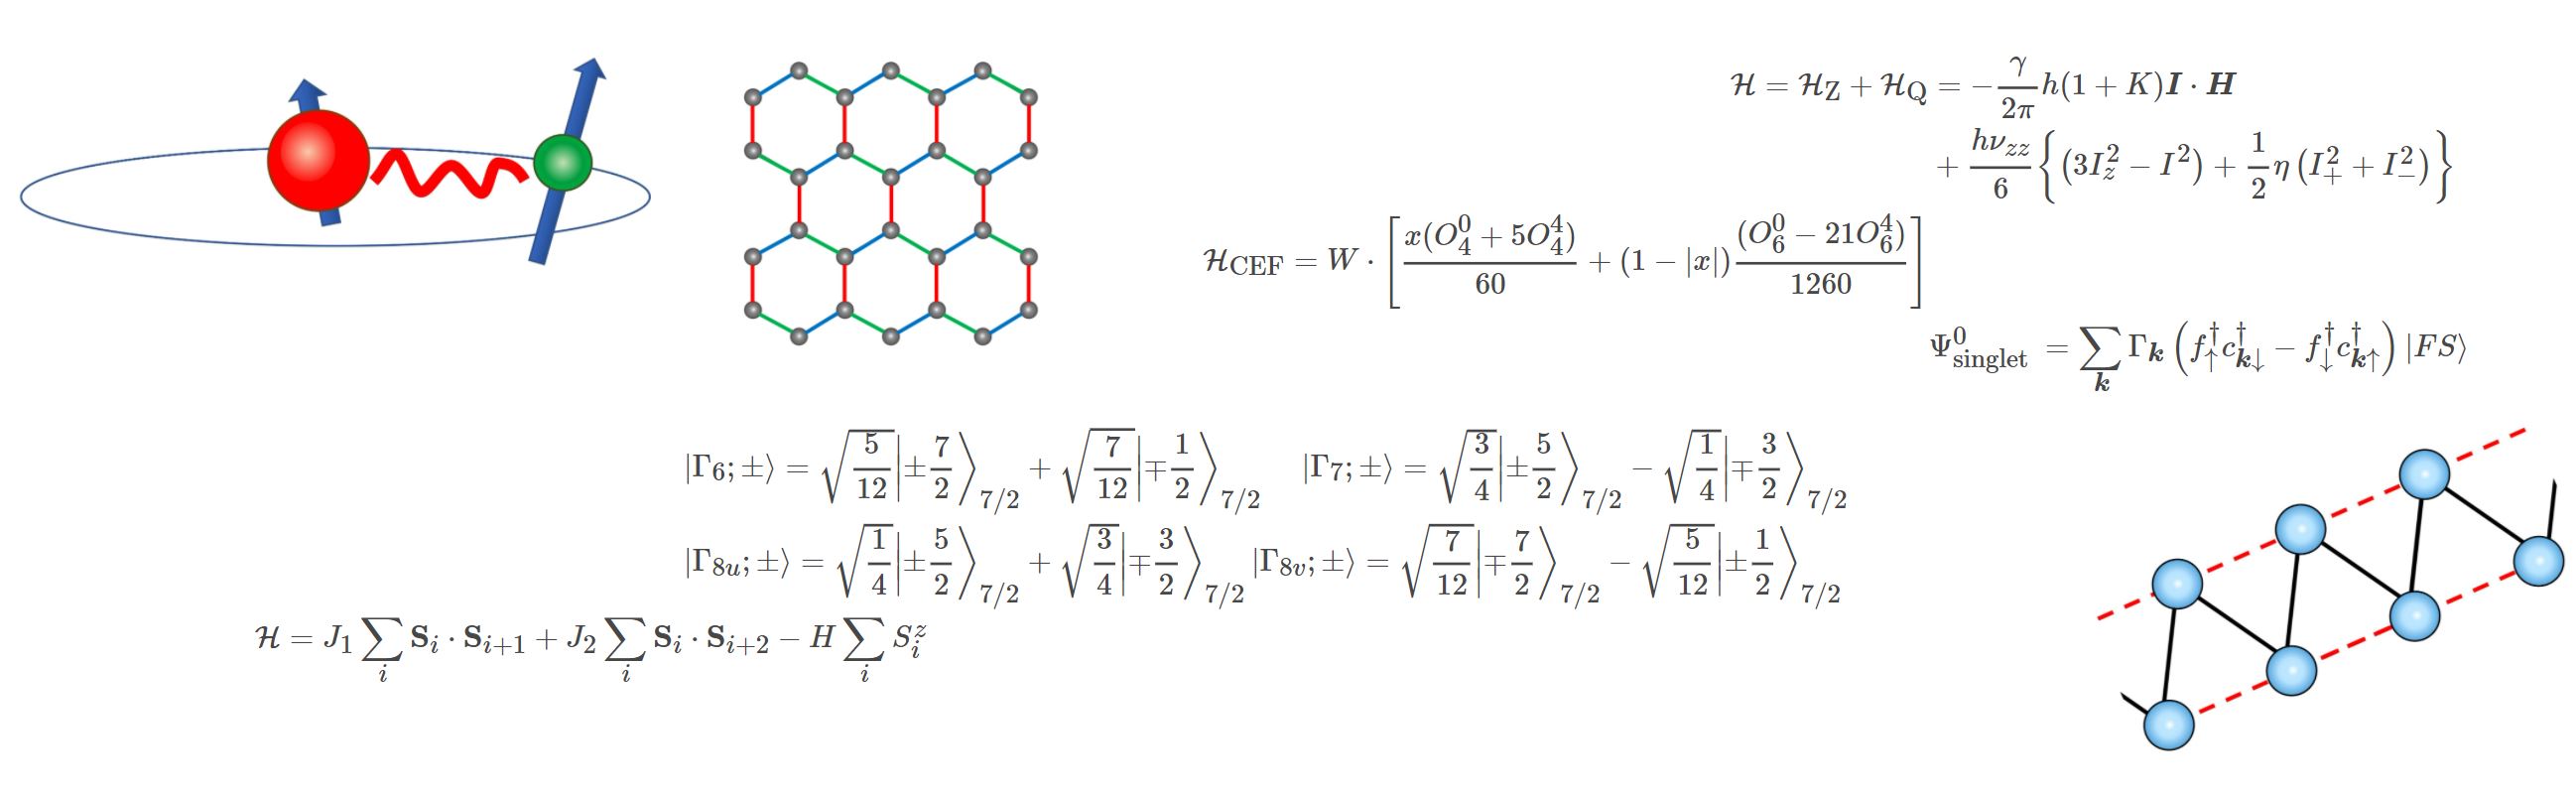 $\mathcal{H} = \mathcal{H}_{\mathrm{Z}} + \mathcal{H}_{\mathrm{Q}} = -\frac{\gamma}{2\pi} h(1 + K)\boldsymbol{I} \cdot \boldsymbol{H}$
$+ \frac{h\nu_{zz}}{6} \left\{ (3I_z^2 - I^2) + \frac{1}{2}\eta \left( I_+^2 + I_-^2 \right) \right\}$
$\mathcal{H}_{\mathrm{CEF}} = W \cdot \left[ \frac{x(O_4^0 + 5O_4^4)}{60} + (1 - |x|) \frac{(O_6^0 - 21O_6^4)}{1260} \right]$
$\Psi^0_{\mathrm{singlet}} = \sum_{\boldsymbol{k}} \Gamma_{\boldsymbol{k}} \left( f_\uparrow^\dagger c_{\boldsymbol{k}\downarrow}^\dagger - f_\downarrow^\dagger c_{\boldsymbol{k}\uparrow}^\dagger \right) |FS\rangle$
$|\Gamma_6; \pm\rangle = \sqrt{\frac{5}{12}} \left| \pm\frac{7}{2} \right\rangle_{7/2} + \sqrt{\frac{7}{12}} \left| \mp\frac{1}{2} \right\rangle_{7/2} \quad |\Gamma_7; \pm\rangle = \sqrt{\frac{3}{4}} \left| \pm\frac{5}{2} \right\rangle_{7/2} - \sqrt{\frac{1}{4}} \left| \mp\frac{3}{2} \right\rangle_{7/2}$
$|\Gamma_{8u}; \pm\rangle = \sqrt{\frac{1}{4}} \left| \pm\frac{5}{2} \right\rangle_{7/2} + \sqrt{\frac{3}{4}} \left| \mp\frac{3}{2} \right\rangle_{7/2} \quad |\Gamma_{8v}; \pm\rangle = \sqrt{\frac{7}{12}} \left| \mp\frac{7}{2} \right\rangle_{7/2} - \sqrt{\frac{5}{12}} \left| \pm\frac{1}{2} \right\rangle_{7/2}$
$\mathcal{H} = J_1 \sum_i \mathbf{S}_i \cdot \mathbf{S}_{i+1} + J_2 \sum_i \mathbf{S}_i \cdot \mathbf{S}_{i+2} - H \sum_i S_i^z$